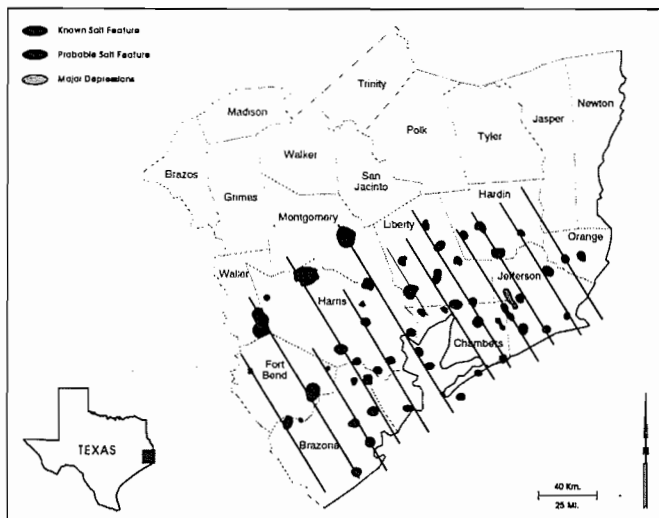 Known Salt Feature
Probable Salt Feature
Major Depressions
Trinity
Madison
Newton
Jasper
Polk
Tyler
Walker
Brazos
San
Jacinto
Grimes
Hardin
Montgomery
Liberty
Orange
Waller
Jefferson
Harris
Chambers
Fort
Bend
TEXAS
Brazoria
40 Km.
25 Mi.